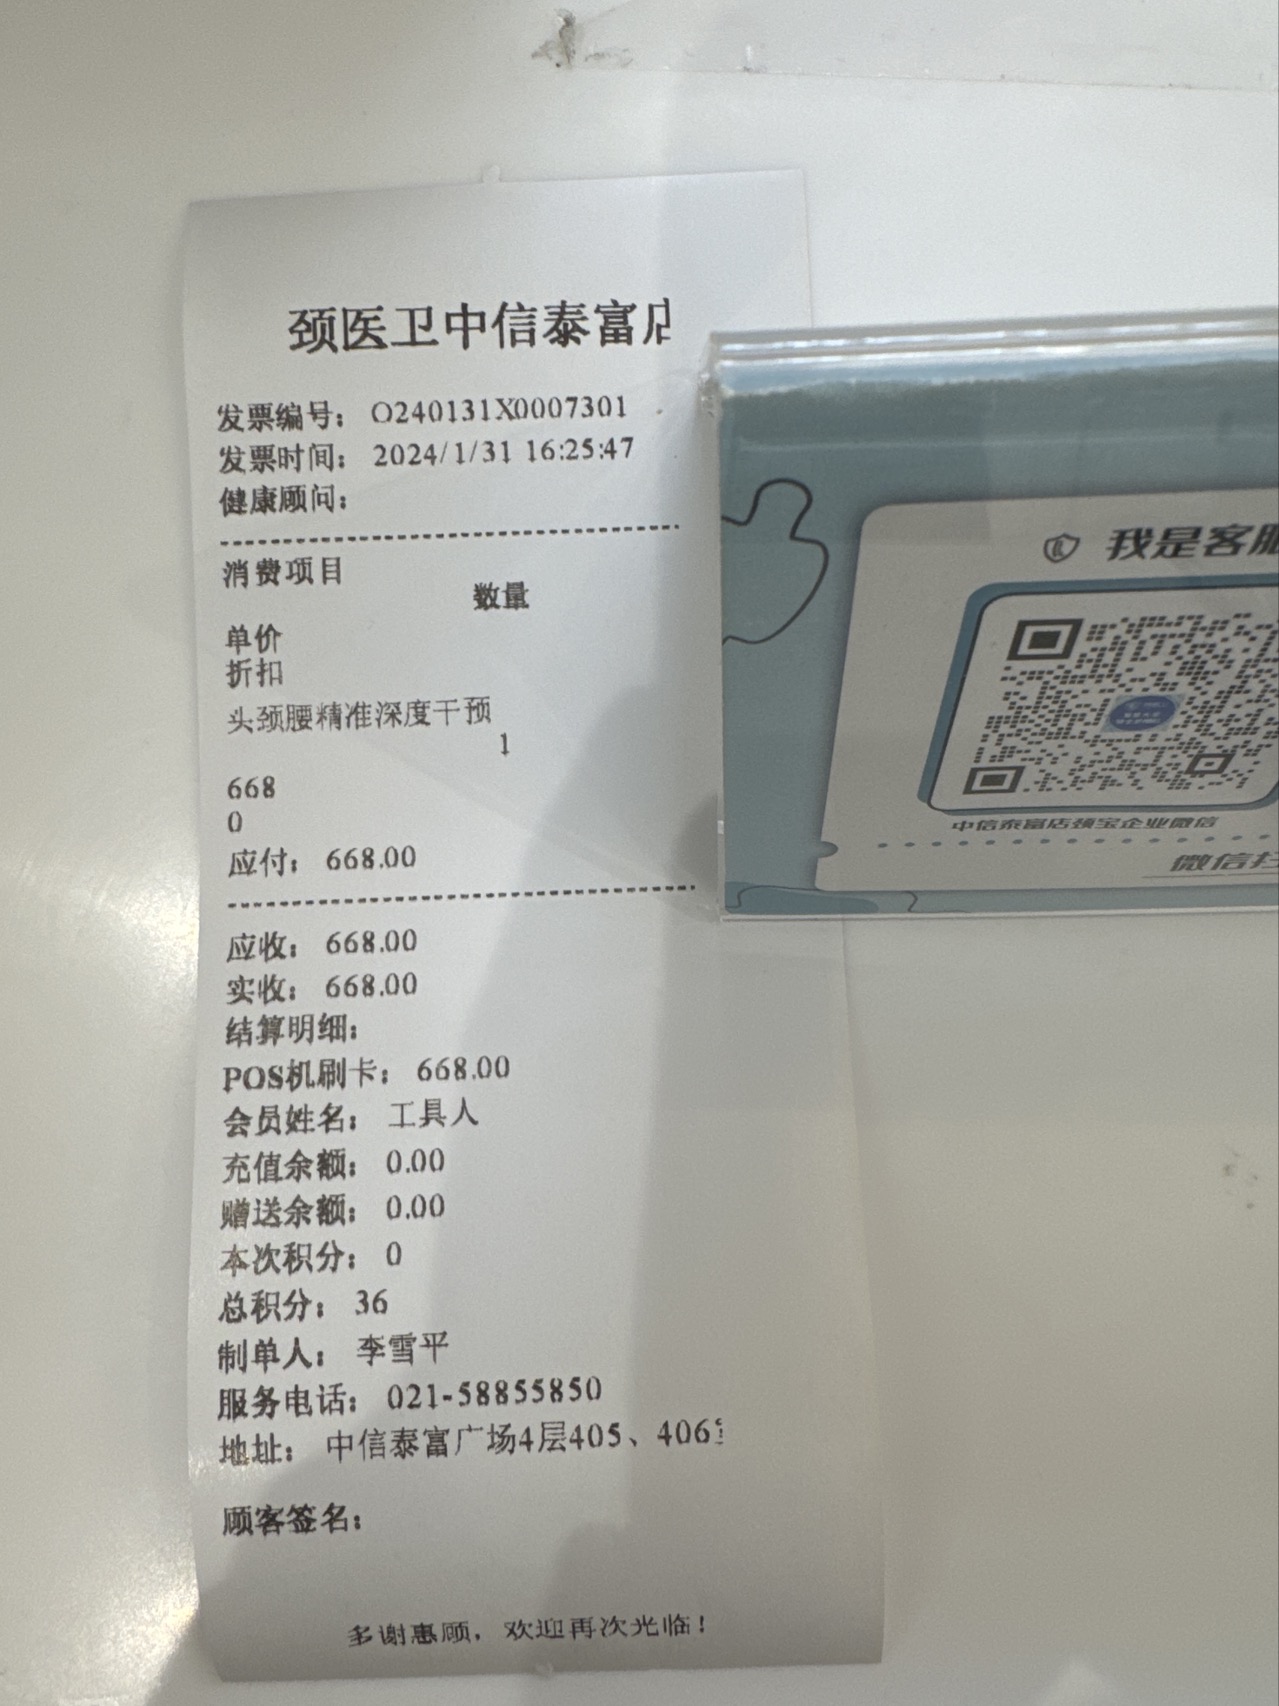 颈医卫中信泰富店
发票编号： O240131X0007301
发票时间： 2024/1/31 16:25:47
健康顾问：
消费项目
数量
单价
折扣
头颈腰精准深度干预
1
668
0
应付： 668.00
应收： 668.00
实收： 668.00
结算明细：
POS机刷卡： 668.00
会员姓名： 工具人
充值余额： 0.00
赠送余额： 0.00
本次积分： 0
总积分： 36
制单人： 李雪平
服务电话： 021-58855850
地址： 中信泰富广场4层405、406
顾客签名：
多谢惠顾，欢迎再次光临！
我是客服
中信泰富店颈宝企业微信
微信扫